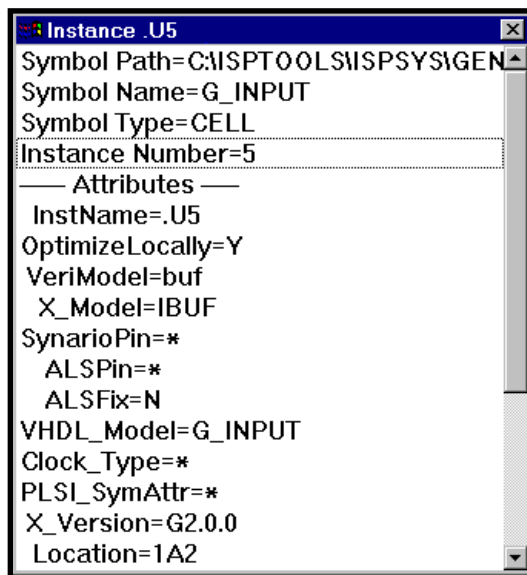 Instance .U5
Symbol Path=C:\ISPTOOLS\ISPSYS\GEN
Symbol Name=G_INPUT
Symbol Type=CELL
Instance Number=5
—— Attributes ——
InstName=.U5
OptimizeLocally=Y
VeriModel=buf
X_Model=IBUF
SynarioPin=*
ALSPin=*
ALSFix=N
VHDL_Model=G_INPUT
Clock_Type=*
PLSI_SymAttr=*
X_Version=G2.0.0
Location=1A2